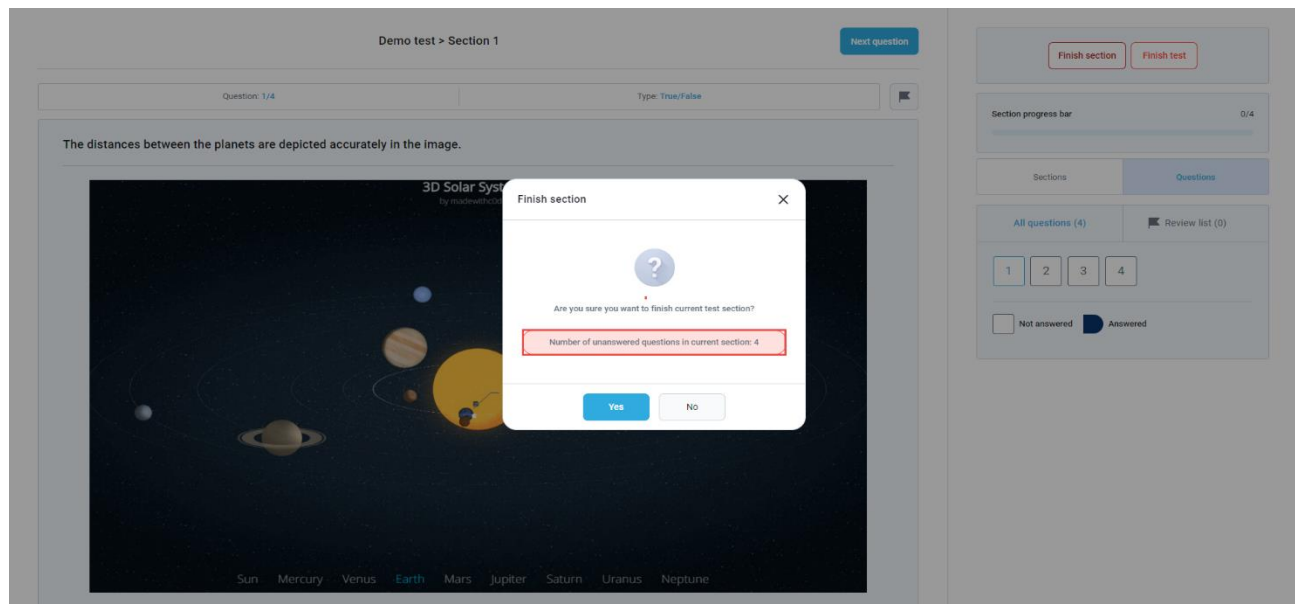 Demo test > Section 1
Next question
Finish section
Finish test
Question: 1/4
Type: True/False
Section progress bar
0/4
The distances between the planets are depicted accurately in the image.
Sections
Questions
3D Solar Syst
by madewithc0d
Finish section
All questions (4)
Review list (0)
1 2 3 4
?
Are you sure you want to finish current test section?
Not answered
Answered
Number of unanswered questions in current section: 4
Yes
No
Sun Mercury Venus Earth Mars Jupiter Saturn Uranus Neptune